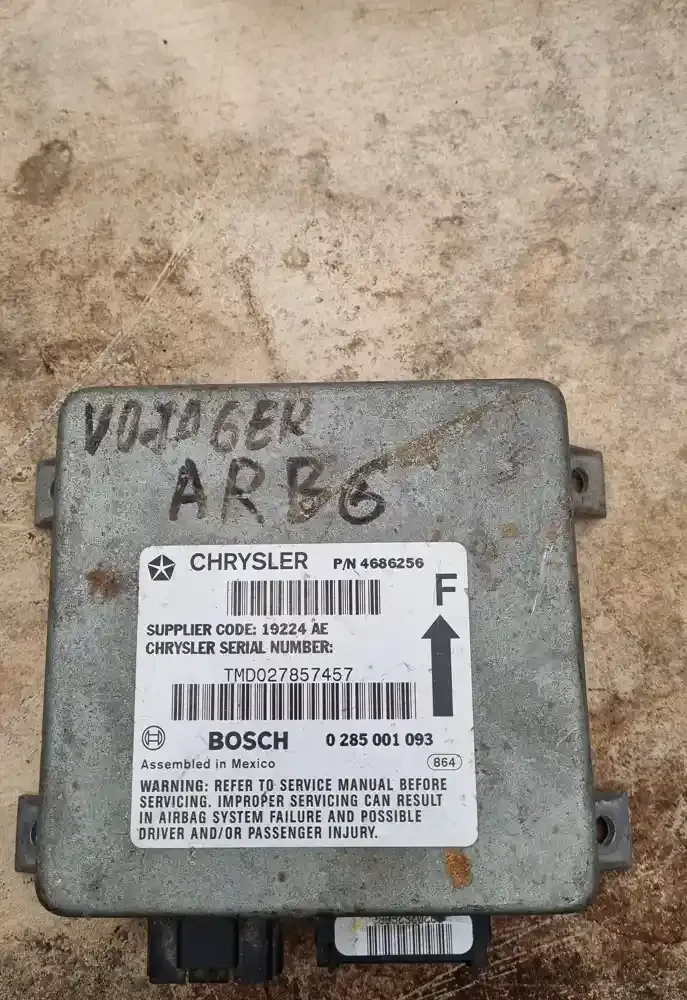 VOJAGER
ARBG
CHRYSLER P/N 4686256
F
SUPPLIER CODE: 19224 AE
CHRYSLER SERIAL NUMBER:
TMD027857457
BOSCH 0 285 001 093
Assembled in Mexico 864
WARNING: REFER TO SERVICE MANUAL BEFORE
SERVICING. IMPROPER SERVICING CAN RESULT
IN AIRBAG SYSTEM FAILURE AND POSSIBLE
DRIVER AND/OR PASSENGER INJURY.